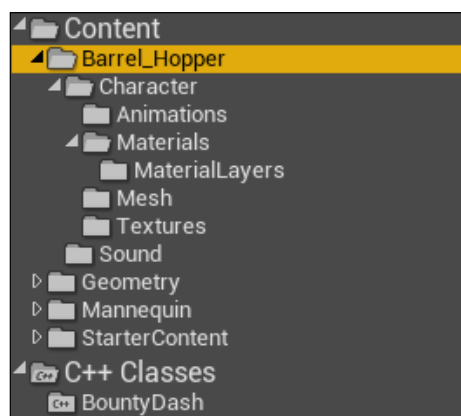 Content
Barrel_Hopper
Character
Animations
Materials
MaterialLayers
Mesh
Textures
Sound
Geometry
Mannequin
StarterContent
C++ Classes
BountyDash